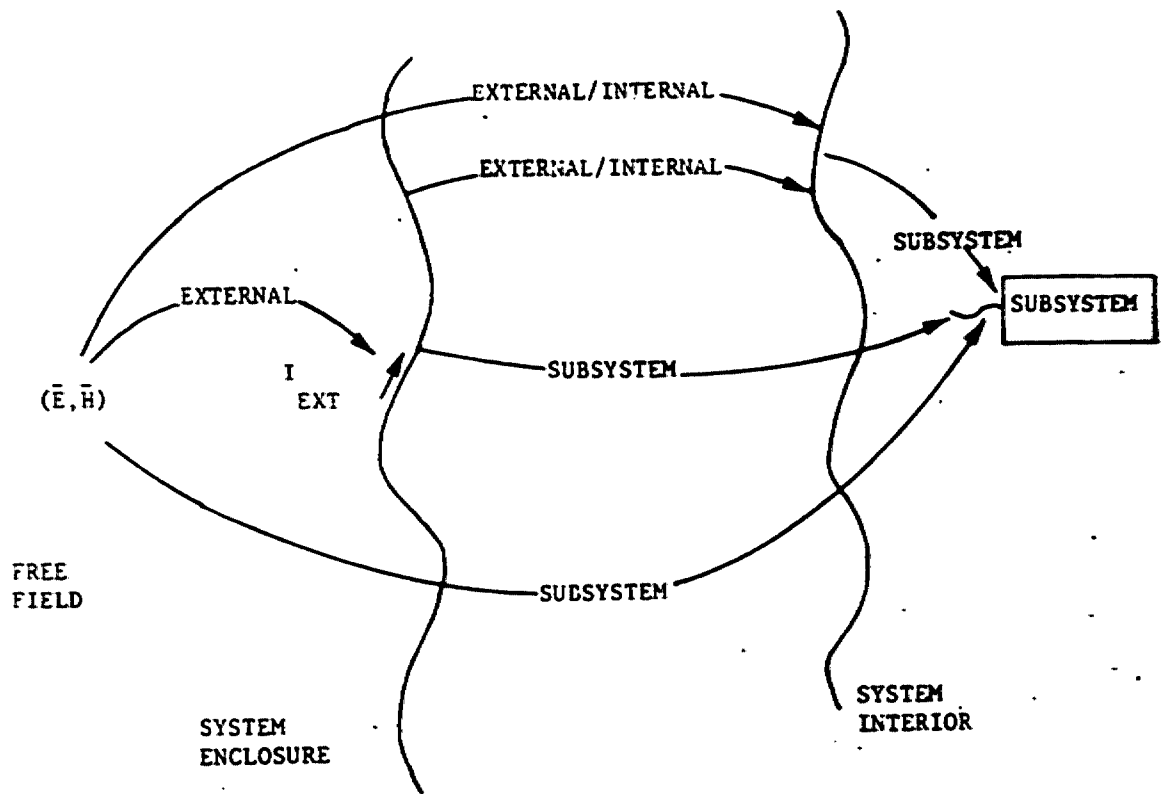 EXTERNAL/INTERNAL
EXTERNAL/INTERNAL
SUBSYSTEM
EXTERNAL
SUBSYSTEM
I
EXT
SUBSYSTEM
(Ē,H̄)
SUBSYSTEM
FREE
FIELD
SYSTEM
INTERIOR
SYSTEM
ENCLOSURE